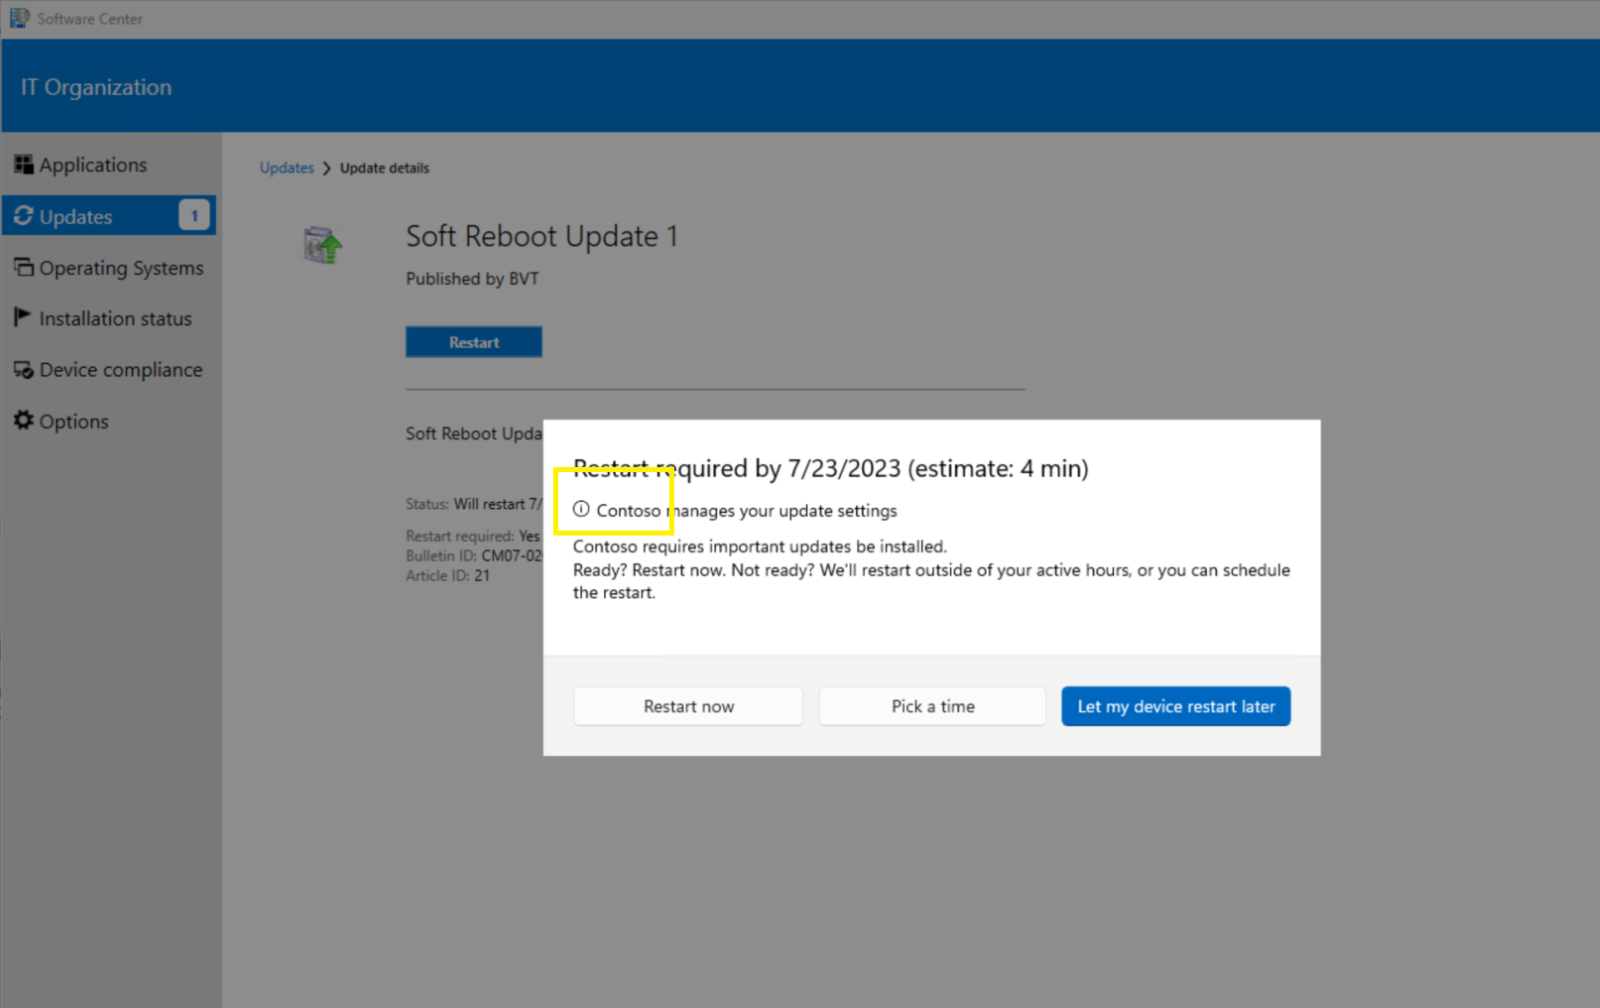 Software Center
IT Organization
Applications
Updates 1
Operating Systems
Installation status
Device compliance
Options
Updates Update details
Soft Reboot Update 1
Published by BVT
Restart
Soft Reboot Upda
Status: Will restart 7/
Restart required: Yes
Bulletin ID: CM07-02
Article ID: 21
Restart required by 7/23/2023 (estimate: 4 min)
Contoso manages your update settings
Contoso requires important updates be installed.
Ready? Restart now. Not ready? We'll restart outside of your active hours, or you can schedule
the restart.
Restart now
Pick a time
Let my device restart later